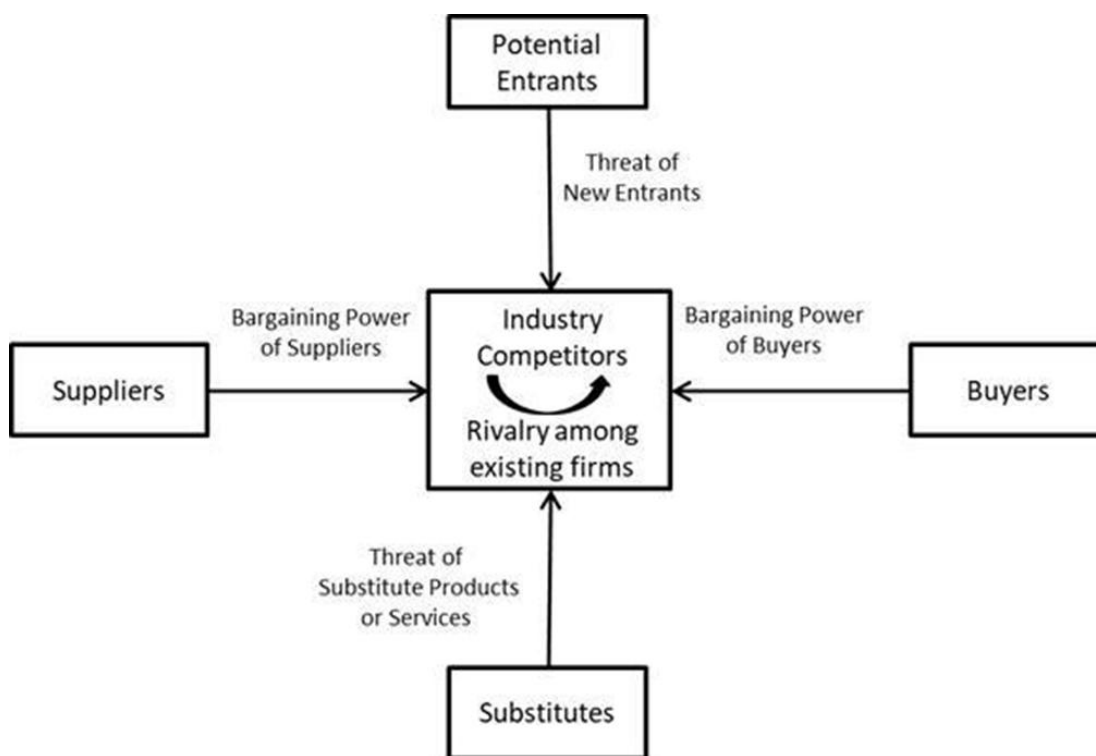 Potential
Entrants
Threat of
New Entrants
Bargaining Power
of Suppliers
Suppliers
Industry
Competitors
Rivalry among
existing firms
Bargaining Power
of Buyers
Buyers
Threat of
Substitute Products
or Services
Substitutes